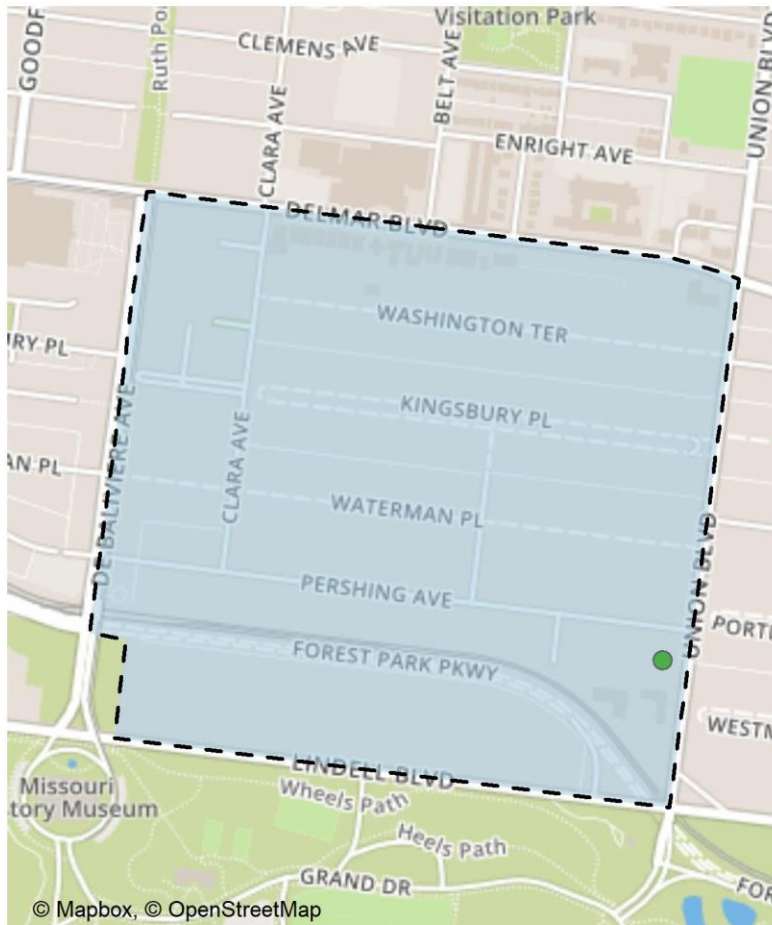 Visitation Park
GOODF
Ruth Por
CLEMENS AVE
BELT AVE
UNION BLVD
CLARA AVE
ENRIGHT AVE
DELMAR BLVD
WASHINGTON TER
RY PL
KINGSBURY PL
DE BALIVIERE AVE
CLARA AVE
AN PL
WATERMAN PL
UNION BLVD
PERSHING AVE
PORTL
FOREST PARK PKWY
WESTM
LINDELL BLVD
Missouri
tory Museum
Wheels Path
Heels Path
GRAND DR
FOR
© Mapbox, © OpenStreetMap